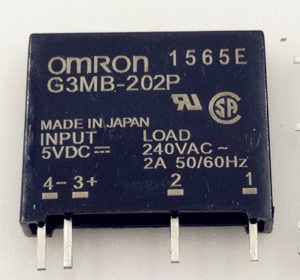 omron 1565E
G3MB-202P
MADE IN JAPAN
INPUT LOAD
5VDC⎓ 240VAC~
2A 50/60Hz
4- 3+ 2 1